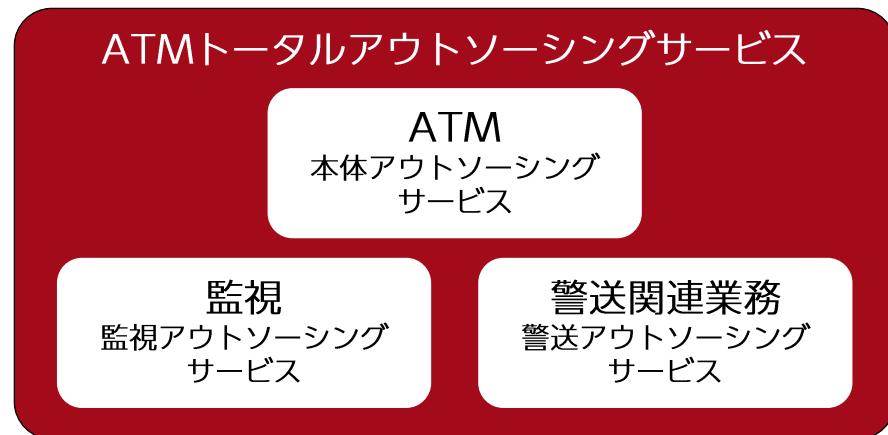 ATMトータルアウトソーシングサービス
ATM
本体アウトソーシング
サービス
監視
監視アウトソーシング
サービス
警送関連業務
警送アウトソーシング
サービス